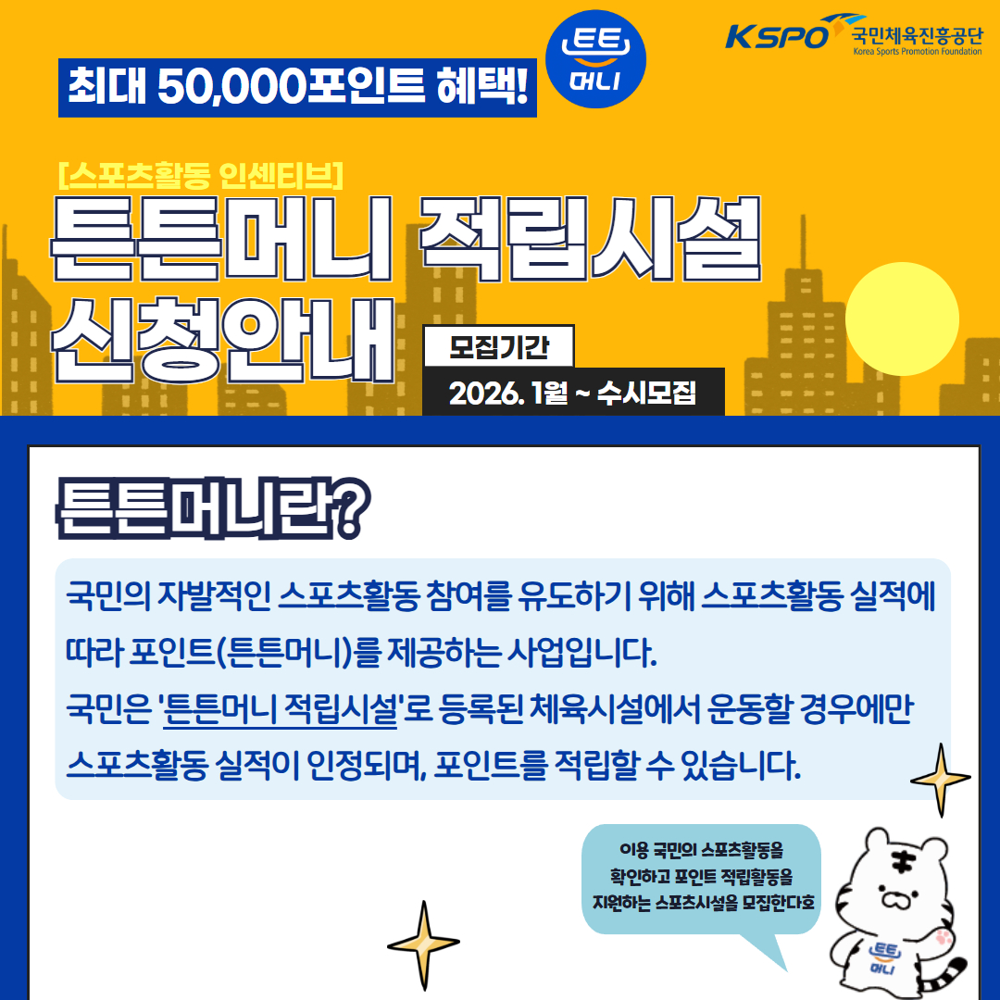 최대 50,000포인트 혜택!
튼튼
머니
KSPO 국민체육진흥공단
Korea Sports Promotion Foundation
[스포츠활동 인센티브]
튼튼머니 적립시설
신청안내
모집기간
2026. 1월 ~ 수시모집
튼튼머니란?
국민의 자발적인 스포츠활동 참여를 유도하기 위해 스포츠활동 실적에
따라 포인트(튼튼머니)를 제공하는 사업입니다.
국민은 '튼튼머니 적립시설'로 등록된 체육시설에서 운동할 경우에만
스포츠활동 실적이 인정되며, 포인트를 적립할 수 있습니다.
이용 국민의 스포츠활동을
확인하고 포인트 적립활동을
지원하는 스포츠시설을 모집한다호
튼튼
머니